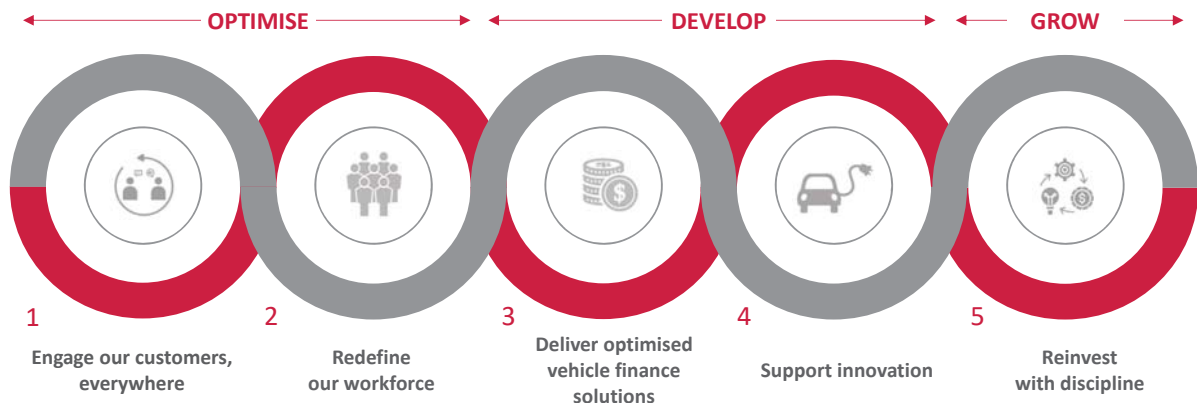 OPTIMISE
DEVELOP
GROW
1
2
3
4
5
Engage our customers,
everywhere
Redefine
our workforce
Deliver optimised
vehicle finance
solutions
Support innovation
Reinvest
with discipline
$
$